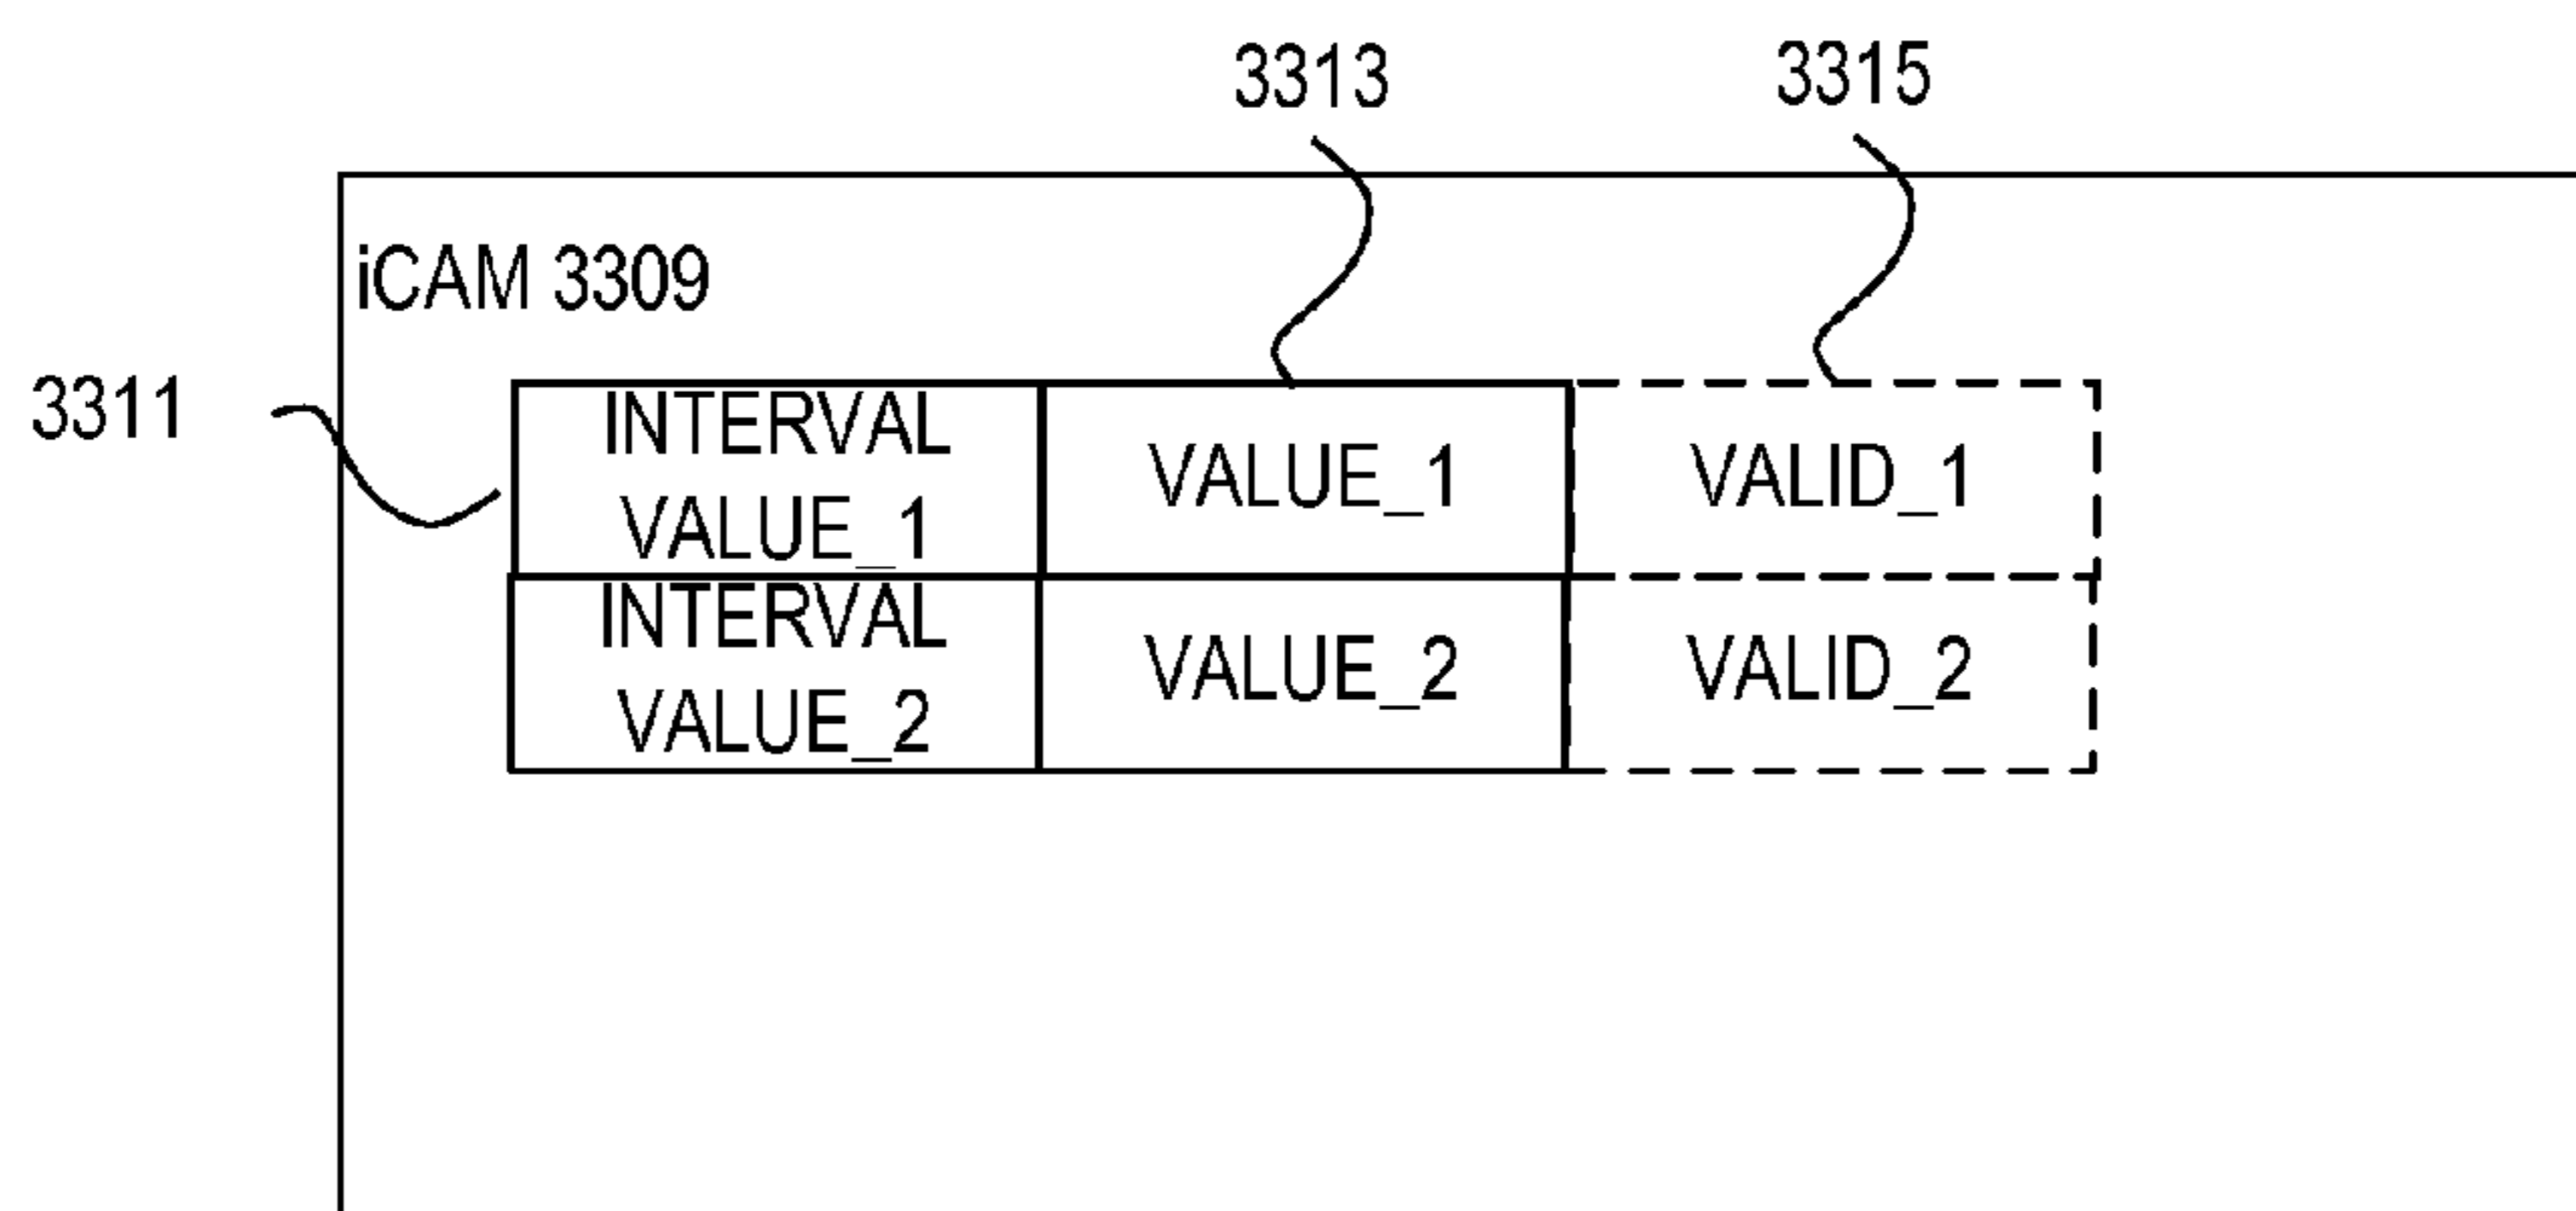 3313
3315
iCAM 3309
3311
INTERVAL
VALUE_1
VALUE_1
VALID_1
INTERVAL
VALUE_2
VALUE_2
VALID_2